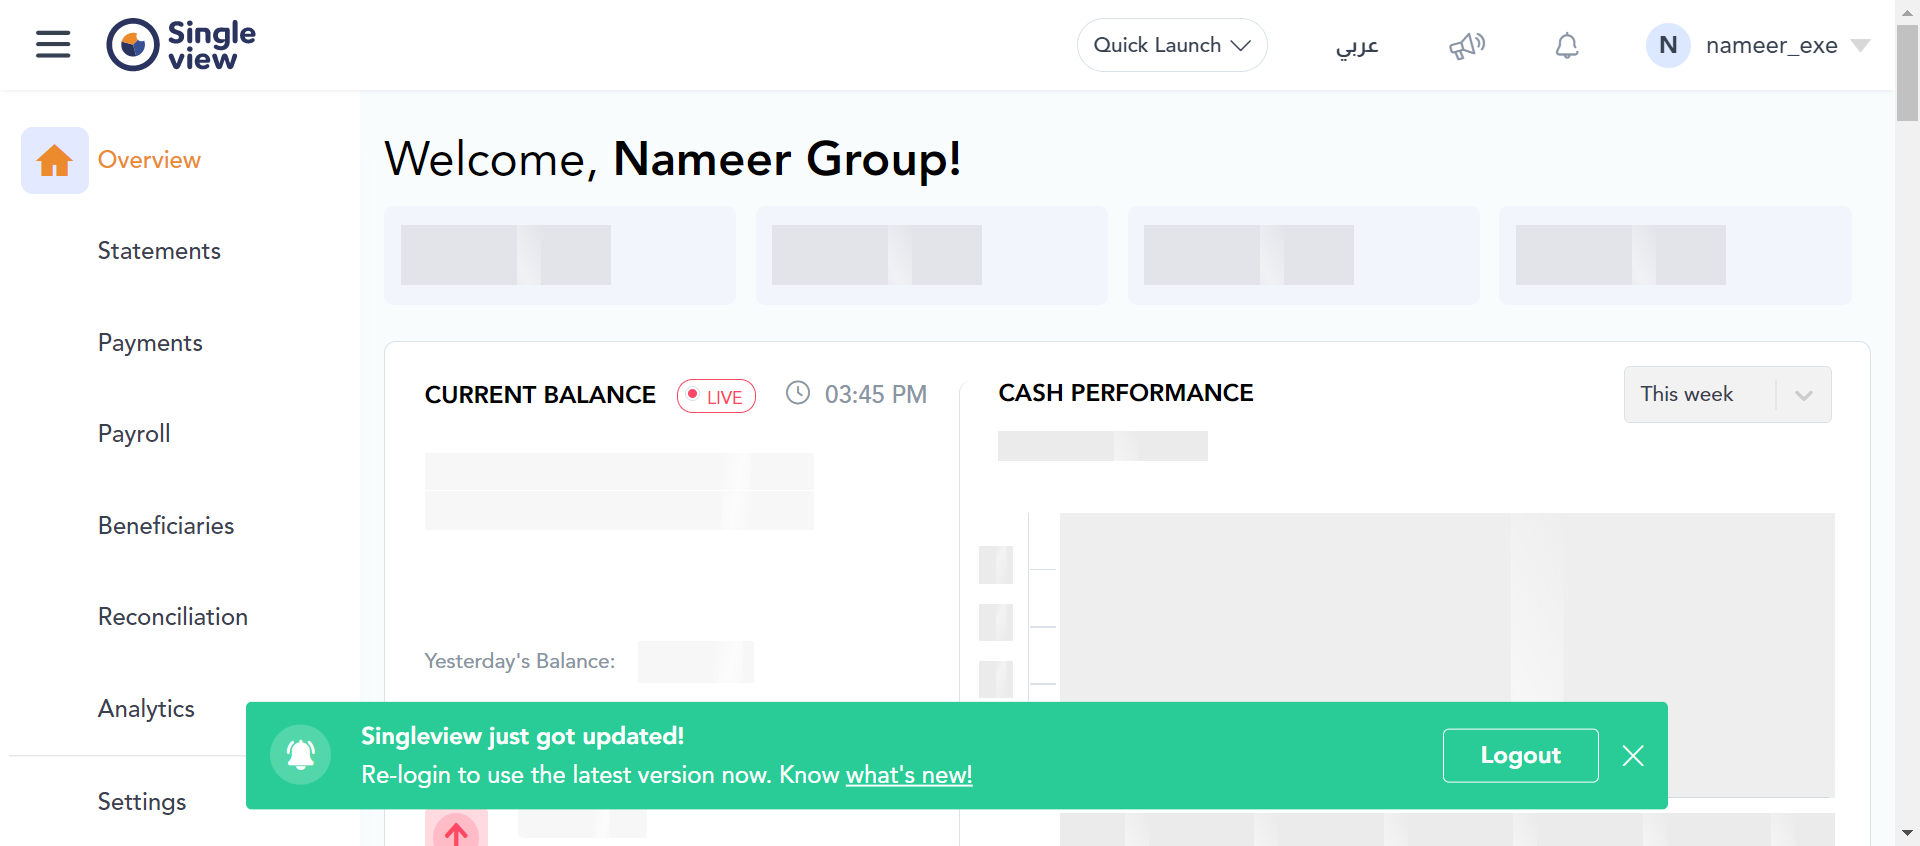 Single
view
Quick Launch
عربي
N
nameer_exe
Overview
Statements
Payments
Payroll
Beneficiaries
Reconciliation
Analytics
Settings
Welcome, Nameer Group!
CURRENT BALANCE
LIVE
03:45 PM
Yesterday's Balance:
CASH PERFORMANCE
This week
Singleview just got updated!
Re-login to use the latest version now. Know what's new!
Logout